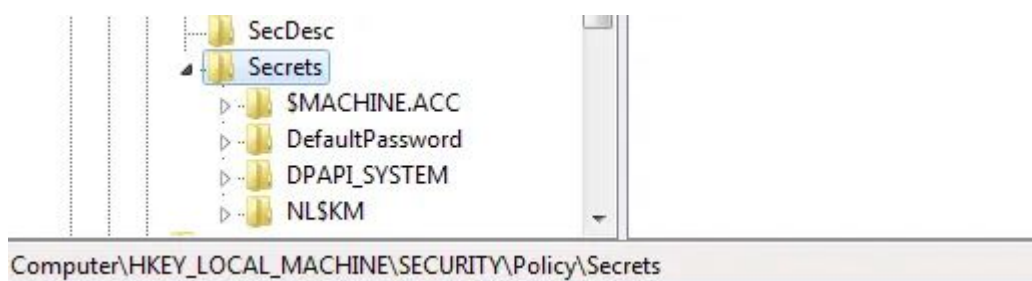 SecDesc
Secrets
$MACHINE.ACC
DefaultPassword
DPAPI_SYSTEM
NL$KM
Computer\HKEY_LOCAL_MACHINE\SECURITY\Policy\Secrets